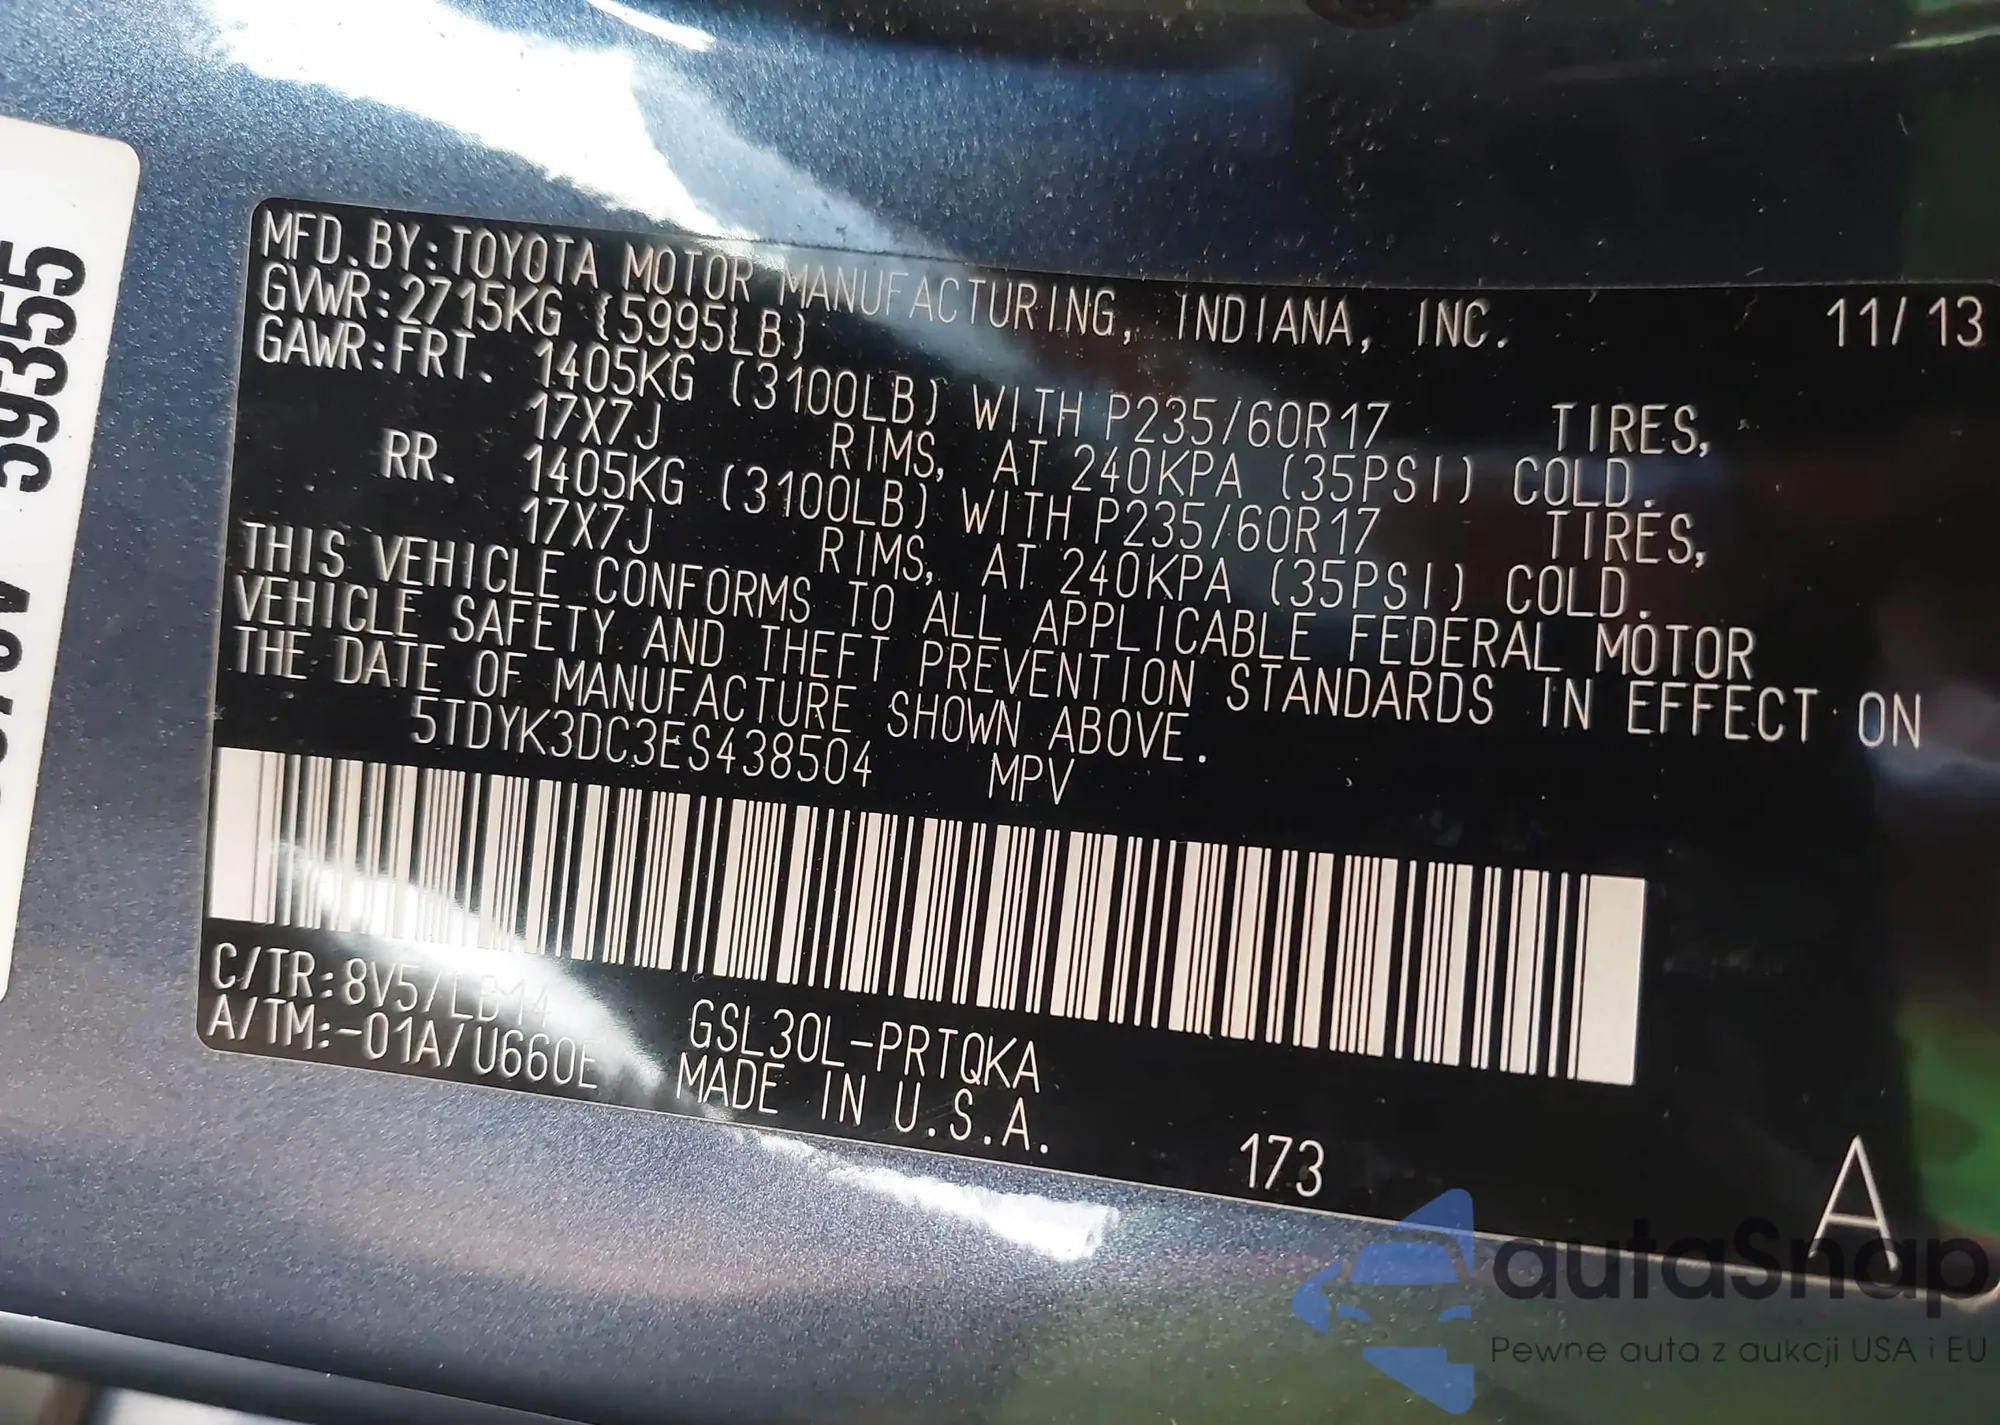 MFD.BY:TOYOTA MOTOR MANUFACTURING, INDIANA, INC. 11/13
GVWR:2715KG (5995LB)
GAWR:FRT. 1405KG (3100LB) WITH P235/60R17 TIRES,
17X7J RIMS, AT 240KPA (35PSI) COLD.
RR. 1405KG (3100LB) WITH P235/60R17 TIRES,
17X7J RIMS, AT 240KPA (35PSI) COLD.
THIS VEHICLE CONFORMS TO ALL APPLICABLE FEDERAL MOTOR
VEHICLE SAFETY AND THEFT PREVENTION STANDARDS IN EFFECT ON
THE DATE OF MANUFACTURE SHOWN ABOVE.
5TDYK3DC3ES438504 MPV
C/TR:8V5/LB14
A/TM:-01A/U660E
GSL30L-PRTQKA
MADE IN U.S.A.
173
A
59355
autaSnap
Pewne auta z aukcji USA i EU